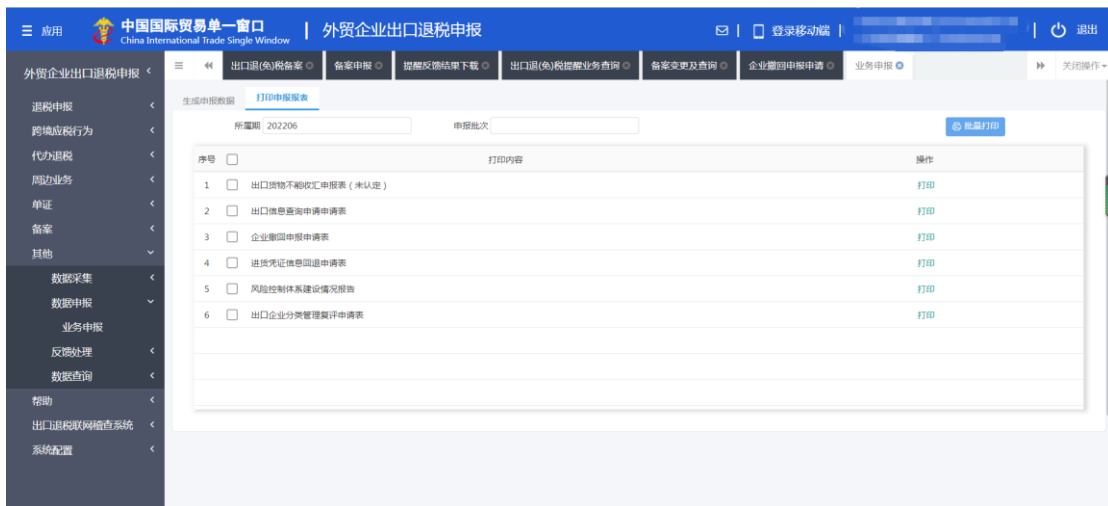 应用
中国国际贸易单一窗口
China International Trade Single Window
外贸企业出口退税申报
登录移动端
退出
外贸企业出口退税申报
出口退(免)税备案
备案申报
提醒反馈结果下载
出口退(免)税提醒业务查询
备案变更及查询
企业撤回申报申请
业务申报
关闭操作
退税申报
跨境应税行为
代办退税
周边业务
单证
备案
其他
数据采集
数据申报
业务申报
反馈处理
数据查询
帮助
出口退税联网稽查系统
系统配置
生成申报数据 打印申报报表
所属期 202206 申报批次 批量打印
序号 打印内容 操作
1 出口货物不能收汇申报表（未认定） 打印
2 出口信息查询申请申请表 打印
3 企业撤回申报申请表 打印
4 进货凭证信息回退申请表 打印
5 风险控制体系建设情况报告 打印
6 出口企业分类管理复评申请表 打印